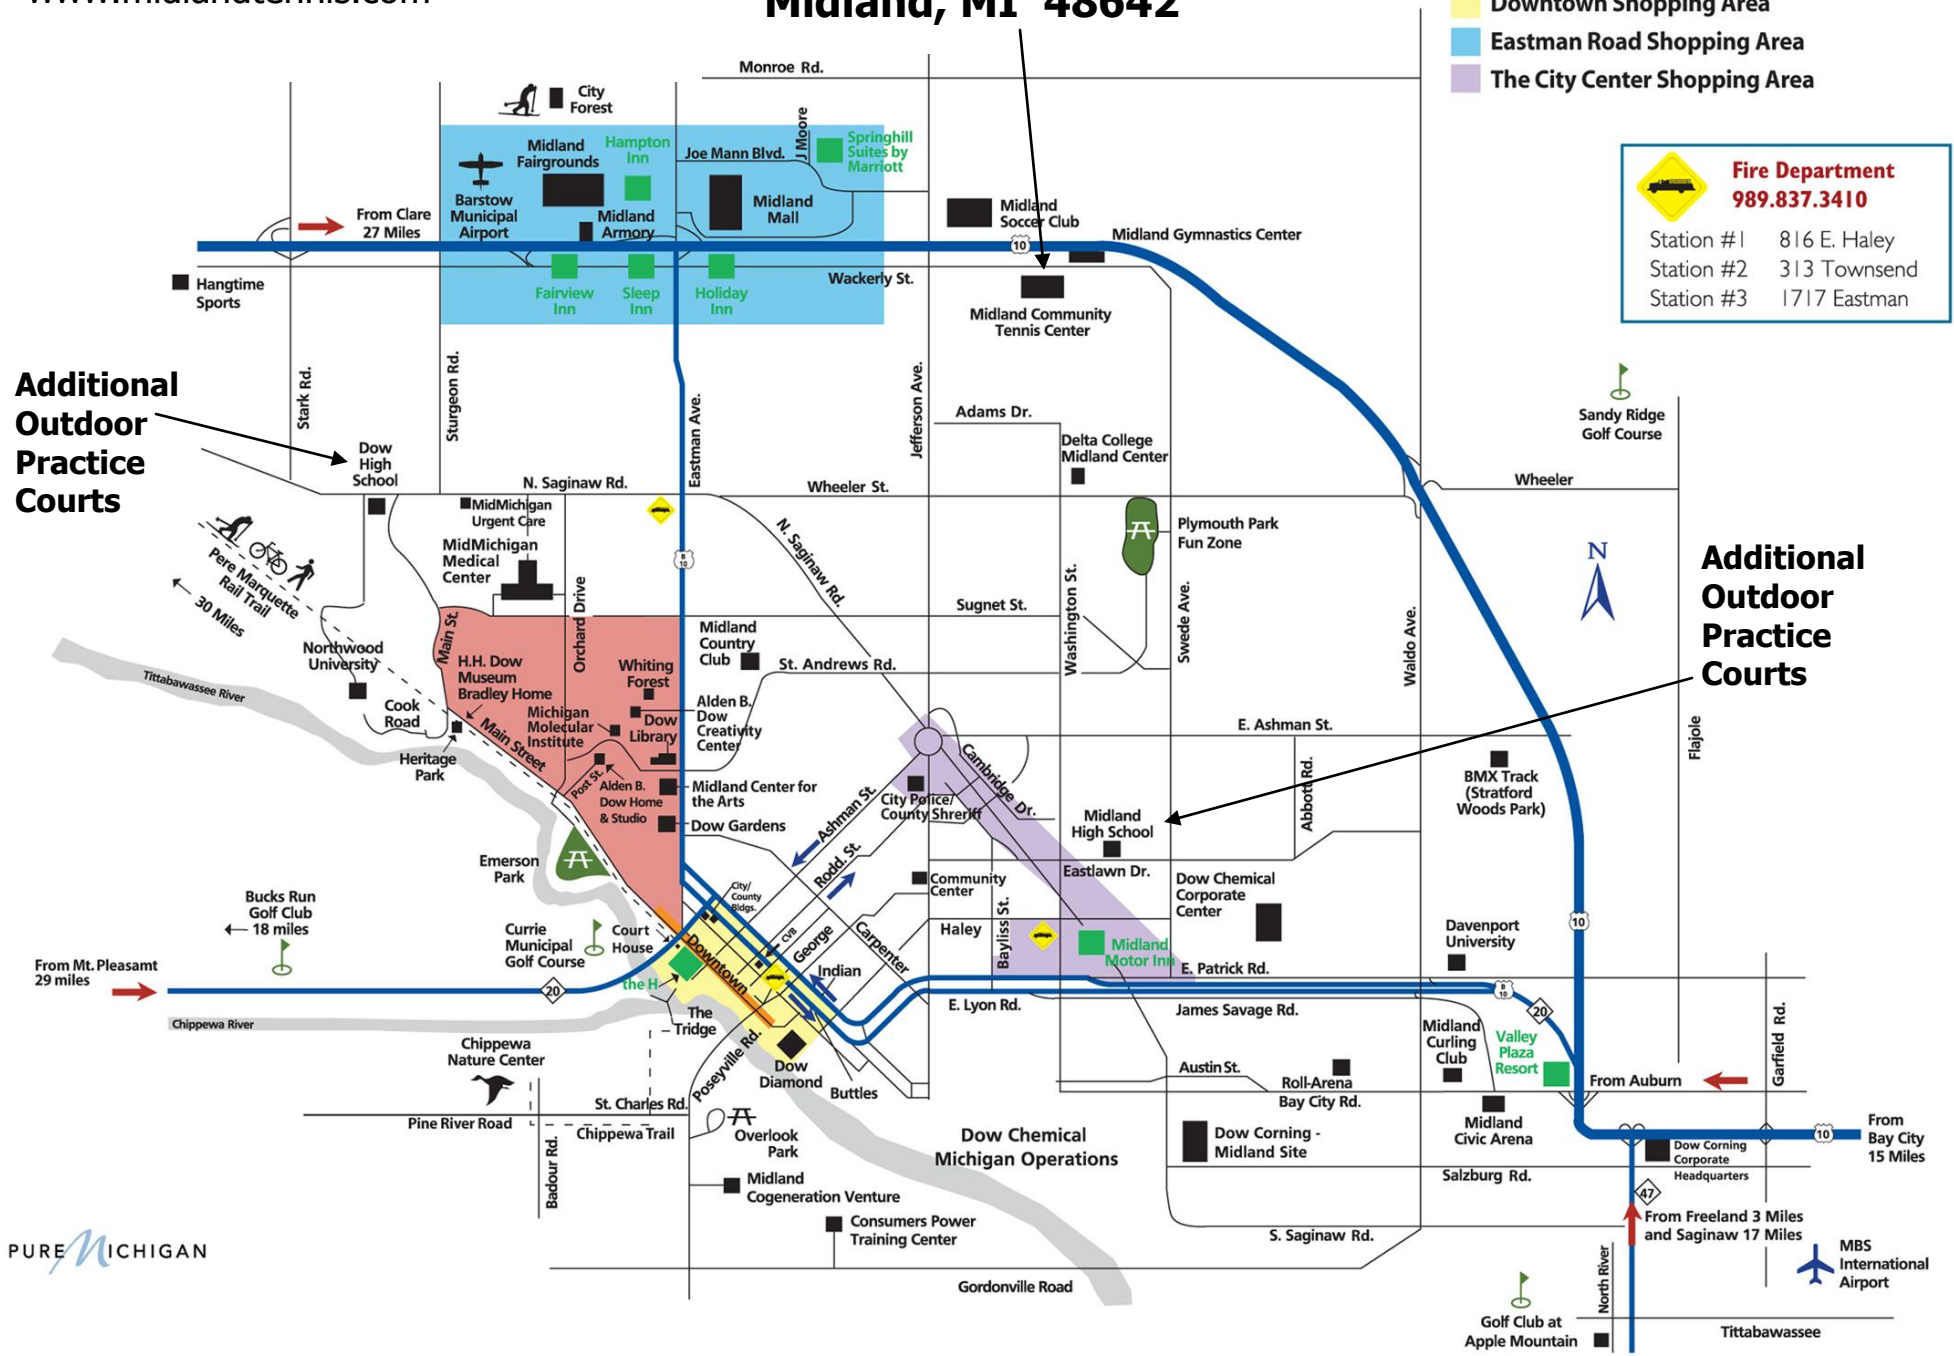 www.midlandtennis.com
Midland, MI 48642
Downtown Shopping Area
Eastman Road Shopping Area
The City Center Shopping Area
Monroe Rd.
City
Forest
Fire Department
989.837.3410
Station #1 816 E. Haley
Station #2 313 Townsend
Station #3 1717 Eastman
Midland
Fairgrounds
Hampton
Inn
Joe Mann Blvd.
J Moore
Springhill
Suites by
Marriott
Barstow
Municipal
Airport
Midland
Armory
Midland
Mall
From Clare
27 Miles
Midland
Soccer Club
10
Midland Gymnastics Center
Hangtime
Sports
Fairview
Inn
Sleep
Inn
Holiday
Inn
Wackerly St.
Midland Community
Tennis Center
Additional
Outdoor
Practice
Courts
Stark Rd.
Sturgeon Rd.
Eastman Ave.
Jefferson Ave.
Adams Dr.
Sandy Ridge
Golf Course
Dow
High
School
Delta College
Midland Center
N. Saginaw Rd.
Wheeler St.
Wheeler
MidMichigan
Urgent Care
MidMichigan
Medical
Center
B
10
N. Saginaw Rd.
Plymouth Park
Fun Zone
N
Additional
Outdoor
Practice
Courts
Pere Marquette
Rail Trail
30 Miles
Orchard Drive
Sugnet St.
Washington St.
Swede Ave.
Waldo Ave.
Main St.
Northwood
University
Midland
Country
Club
St. Andrews Rd.
Tittabawassee River
H.H. Dow
Museum
Bradley Home
Whiting
Forest
Cook
Road
Michigan
Molecular
Institute
Dow
Library
Alden B.
Dow
Creativity
Center
Main Street
Heritage
Park
Post St.
Alden B.
Dow Home
& Studio
Midland Center for
the Arts
Dow Gardens
E. Ashman St.
Flajole
Cambridge Dr.
City Police/
County Shreriff
Ashman St.
Rodd. St.
Midland
High School
Abbott Rd.
BMX Track
(Stratford
Woods Park)
Emerson
Park
City/
County
Bldgs.
Community
Center
Eastlawn Dr.
Dow Chemical
Corporate
Center
Bucks Run
Golf Club
18 miles
Currie
Municipal
Golf Course
Court
House
Downtown
CVB
George
Carpenter
Indian
Haley
Bayliss St.
Midland
Motor Inn
E. Patrick Rd.
Davenport
University
10
From Mt. Pleasamt
29 miles
20
the H
E. Lyon Rd.
James Savage Rd.
B
10
20
Chippewa River
The
Tridge
Poseyville Rd.
Dow
Diamond
Buttles
Midland
Curling
Club
Valley
Plaza
Resort
Garfield Rd.
Chippewa
Nature Center
Austin St.
Roll-Arena
Bay City Rd.
From Auburn
St. Charles Rd.
Pine River Road
Chippewa Trail
Overlook
Park
Dow Chemical
Michigan Operations
Dow Corning -
Midland Site
Midland
Civic Arena
10
From
Bay City
15 Miles
Dow Corning
Corporate
Headquarters
Salzburg Rd.
Badour Rd.
Midland
Cogeneration Venture
47
From Freeland 3 Miles
and Saginaw 17 Miles
Consumers Power
Training Center
S. Saginaw Rd.
PURE MICHIGAN
MBS
International
Airport
Gordonville Road
North River
Golf Club at
Apple Mountain
Tittabawassee